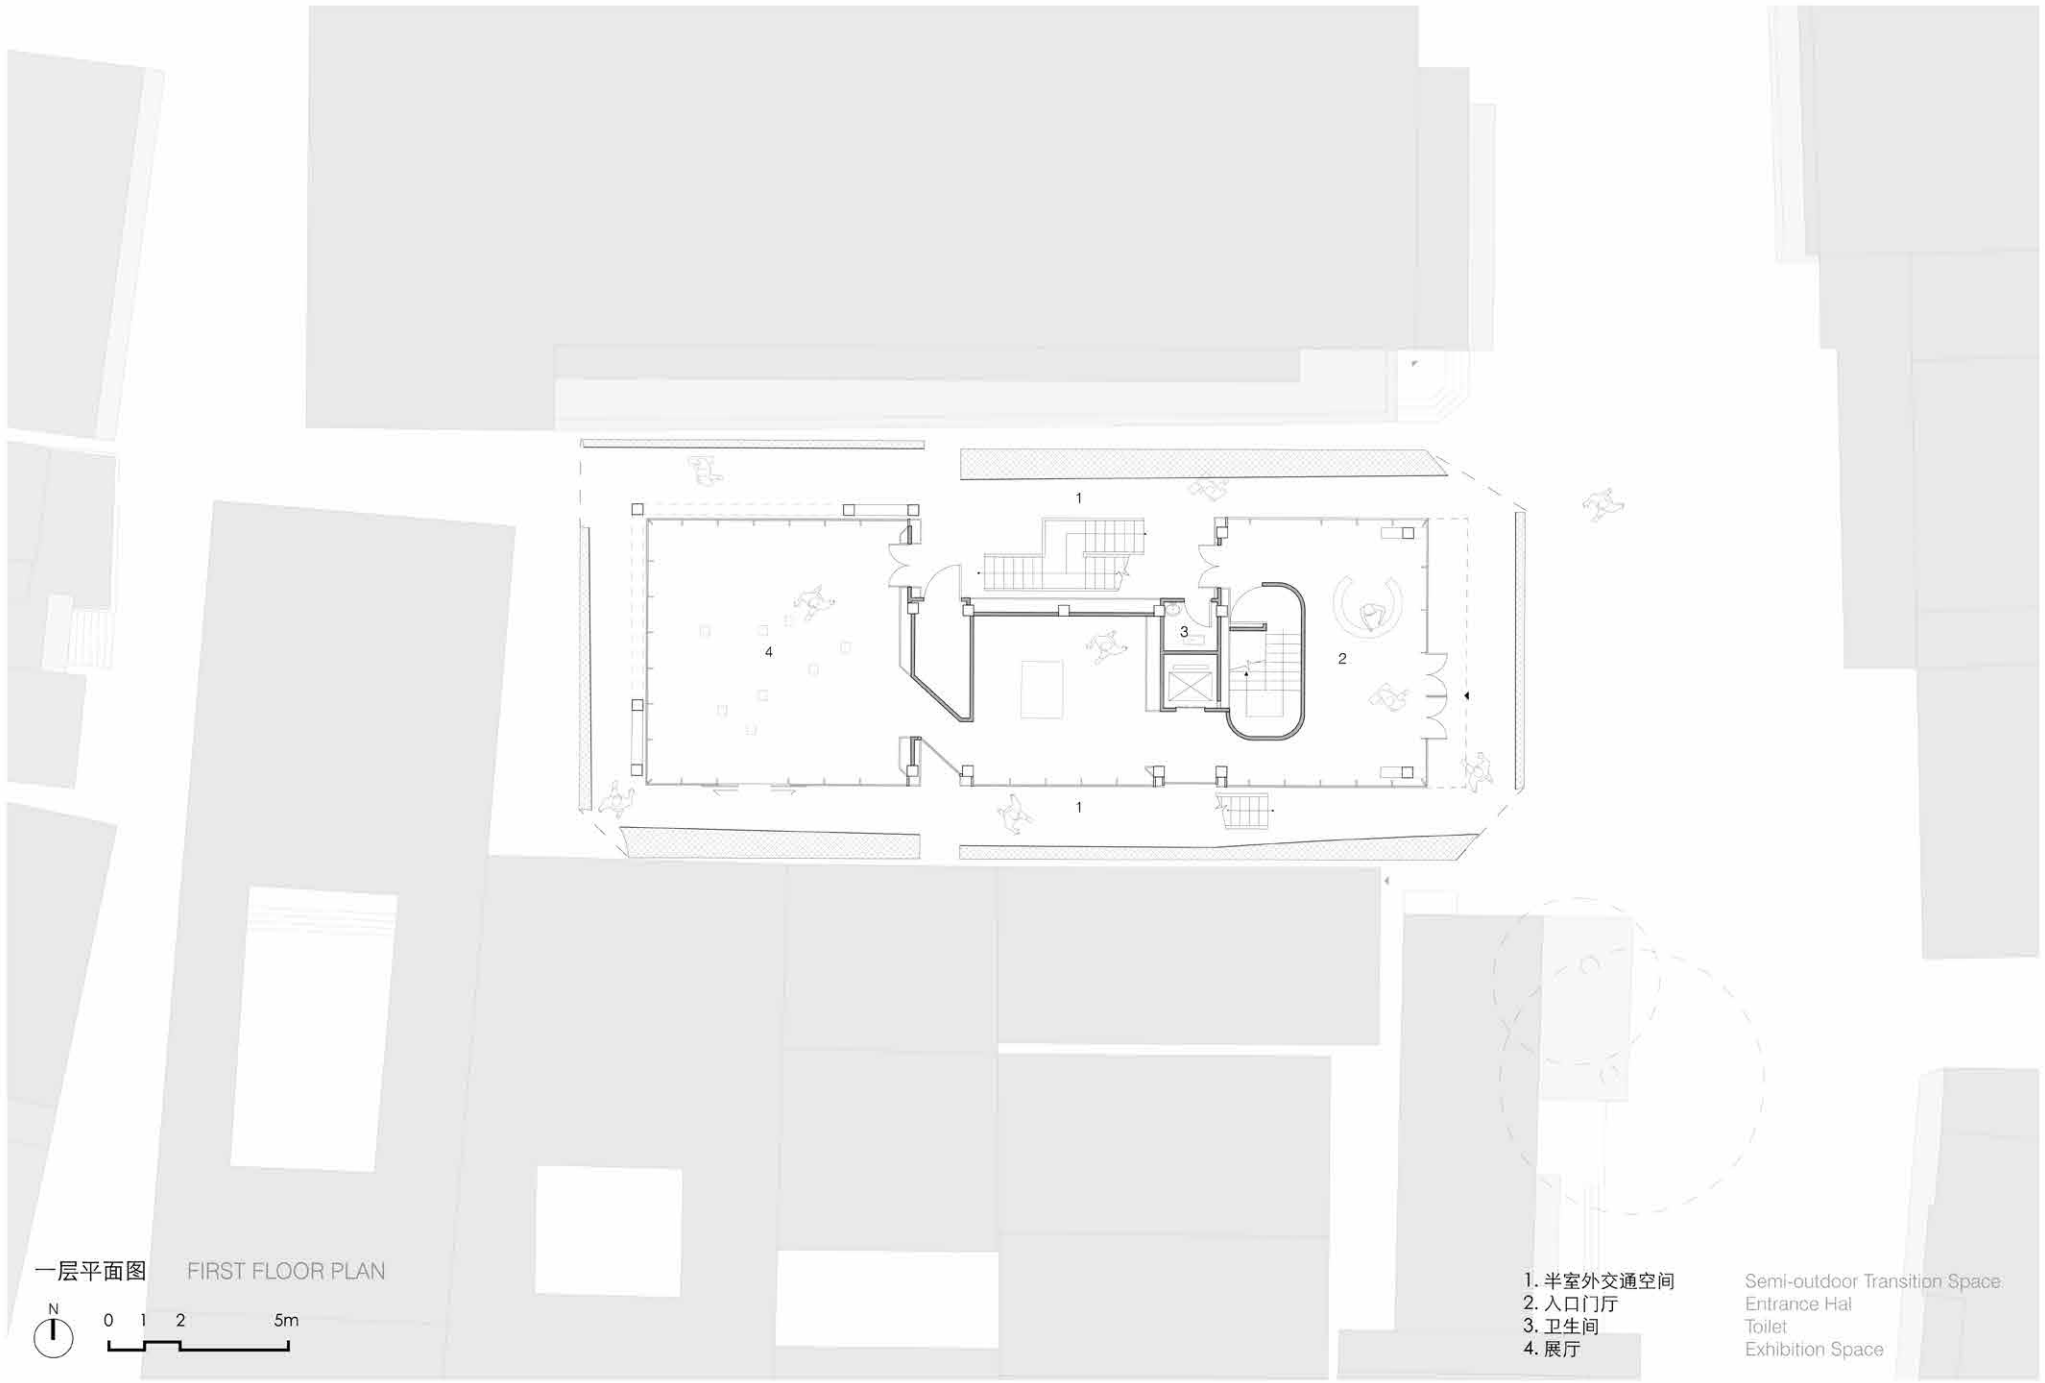 1
3
4
2
1
一层平面图 FIRST FLOOR PLAN
N
0 1 2 5m
1. 半室外交通空间 Semi-outdoor Transition Space
2. 入口门厅 Entrance Hal
3. 卫生间 Toilet
4. 展厅 Exhibition Space